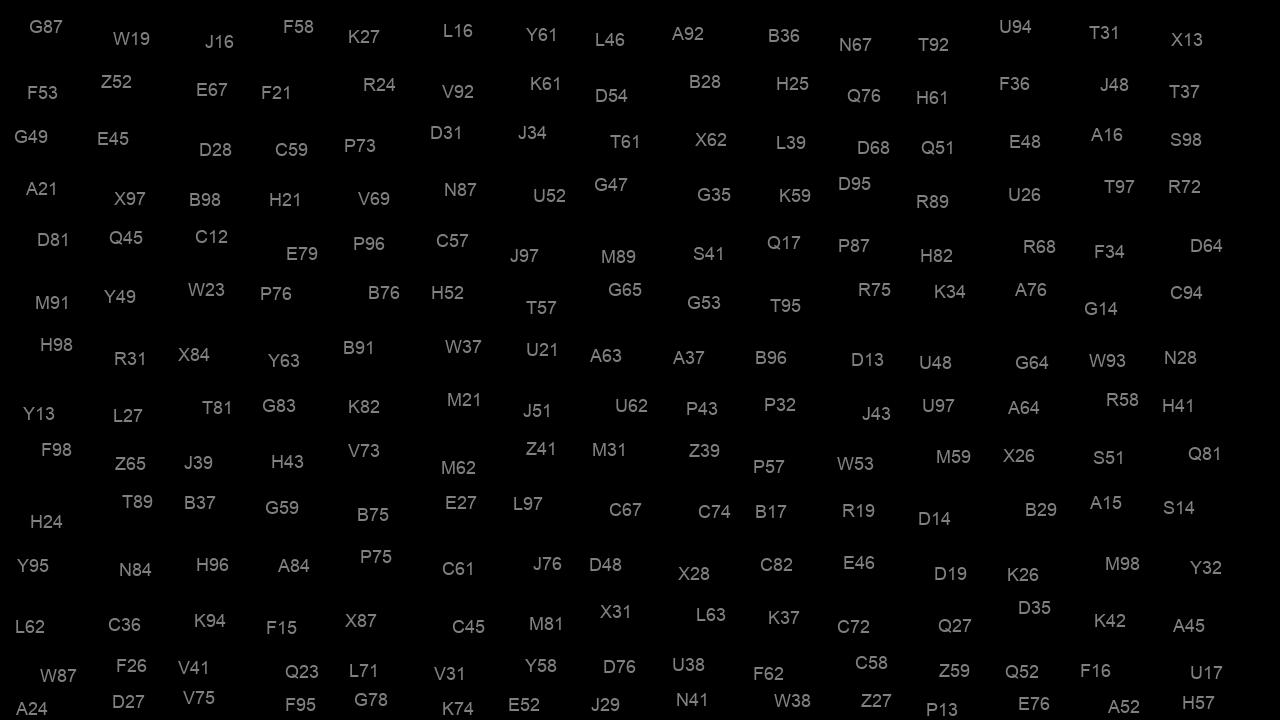 G87 W19 J16 F58 K27 L16 Y61 L46 A92 B36 N67 T92 U94 T31 X13
F53 Z52 E67 F21 R24 V92 K61 D54 B28 H25 Q76 H61 F36 J48 T37
G49 E45 D28 C59 P73 D31 J34 T61 X62 L39 D68 Q51 E48 A16 S98
A21 X97 B98 H21 V69 N87 U52 G47 G35 K59 D95 R89 U26 T97 R72
D81 Q45 C12 E79 P96 C57 J97 M89 S41 Q17 P87 H82 R68 F34 D64
M91 Y49 W23 P76 B76 H52 T57 G65 G53 T95 R75 K34 A76 G14 C94
H98 R31 X84 Y63 B91 W37 U21 A63 A37 B96 D13 U48 G64 W93 N28
Y13 L27 T81 G83 K82 M21 J51 U62 P43 P32 J43 U97 A64 R58 H41
F98 Z65 J39 H43 V73 M62 Z41 M31 Z39 P57 W53 M59 X26 S51 Q81
H24 T89 B37 G59 B75 E27 L97 C67 C74 B17 R19 D14 B29 A15 S14
Y95 N84 H96 A84 P75 C61 J76 D48 X28 C82 E46 D19 K26 M98 Y32
L62 C36 K94 F15 X87 C45 M81 X31 L63 K37 C72 Q27 D35 K42 A45
W87 F26 V41 Q23 L71 V31 Y58 D76 U38 F62 C58 Z59 Q52 F16 U17
A24 D27 V75 F95 G78 K74 E52 J29 N41 W38 Z27 P13 E76 A52 H57